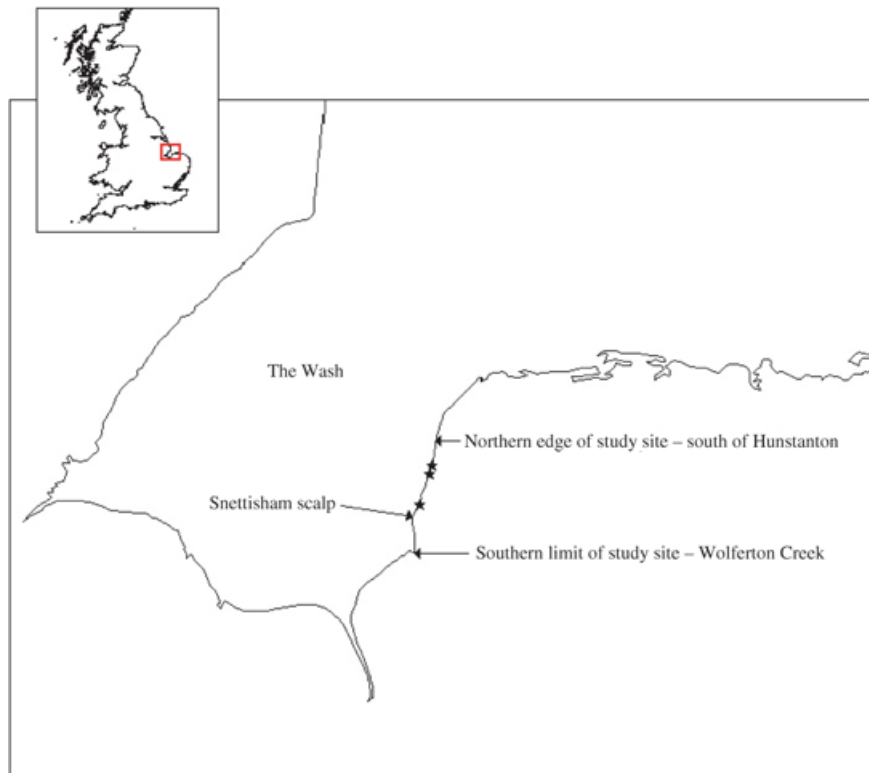 The Wash
Northern edge of study site – south of Hunstanton
Snettisham scalp
Southern limit of study site – Wolferton Creek